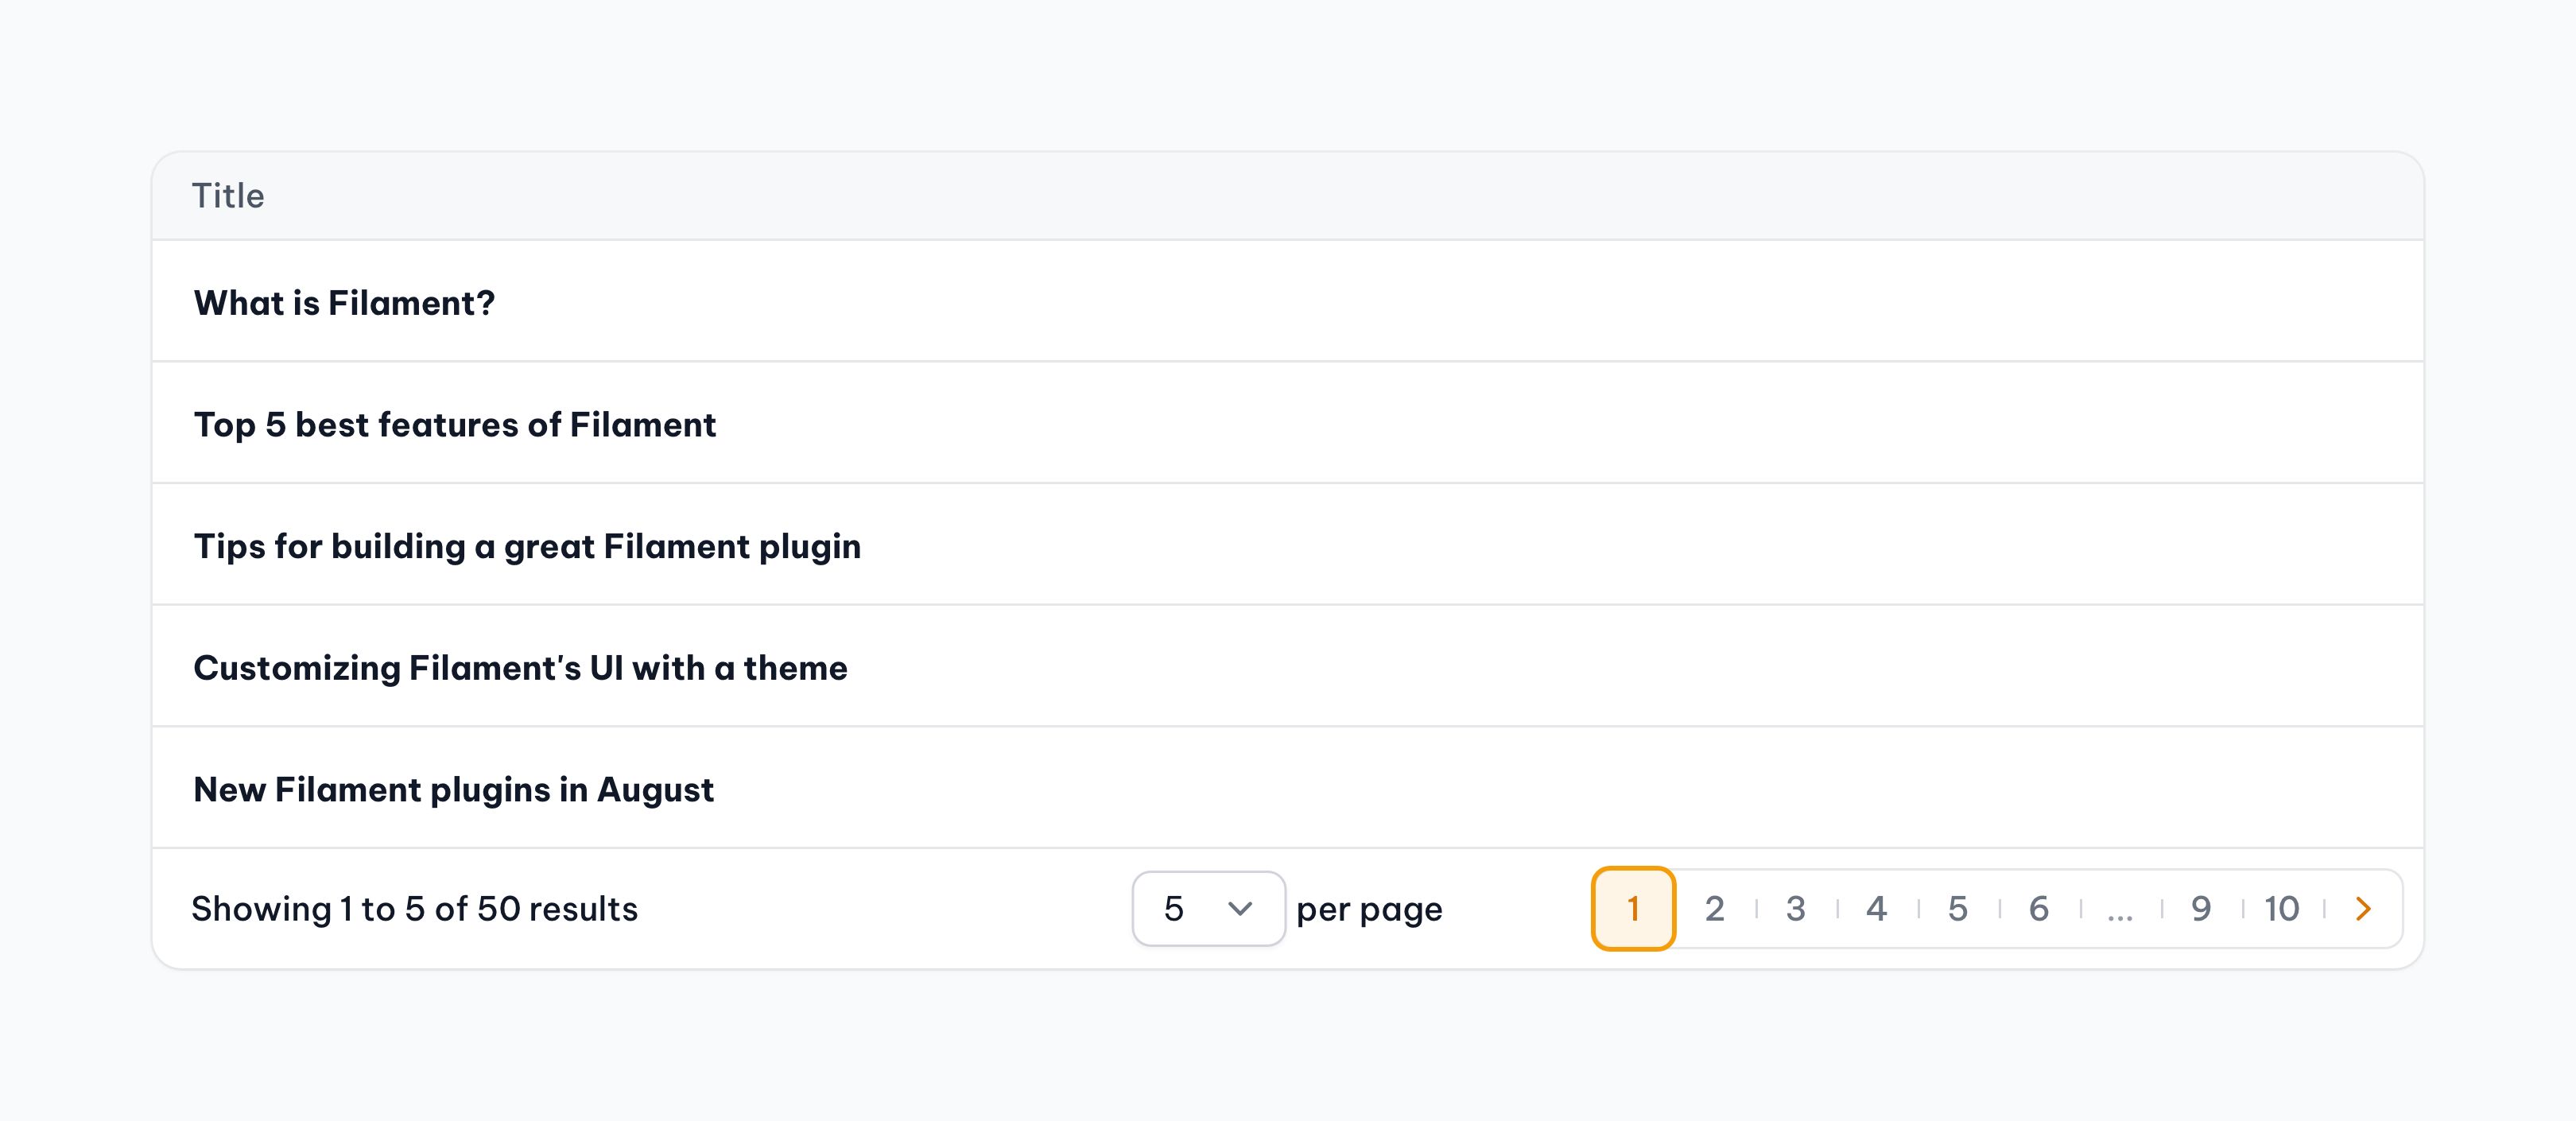 Title
What is Filament?
Top 5 best features of Filament
Tips for building a great Filament plugin
Customizing Filament's UI with a theme
New Filament plugins in August
Showing 1 to 5 of 50 results 5 per page 1 2 3 4 5 6 ... 9 10